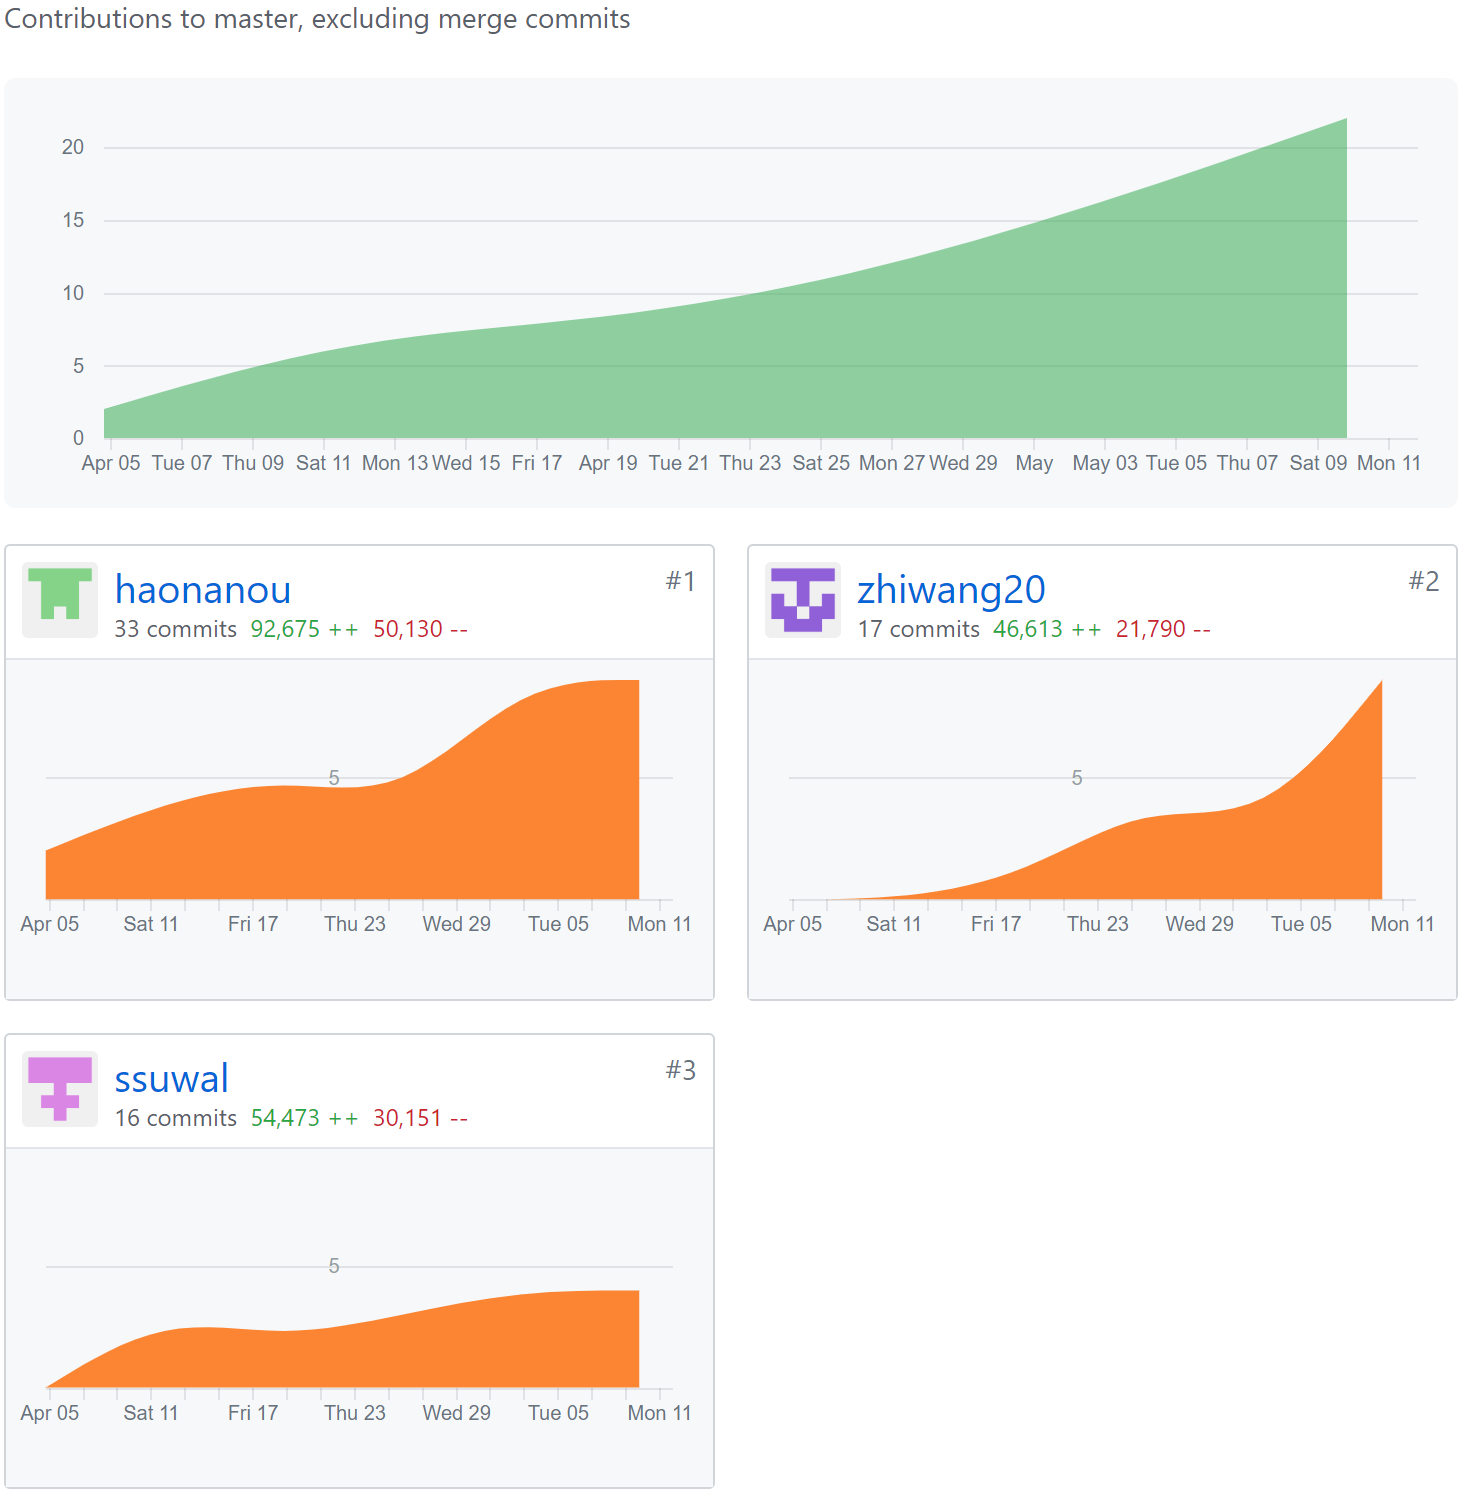 Contributions to master, excluding merge commits
20
15
10
5
0
Apr 05 Tue 07 Thu 09 Sat 11 Mon 13 Wed 15 Fri 17 Apr 19 Tue 21 Thu 23 Sat 25 Mon 27 Wed 29 May May 03 Tue 05 Thu 07 Sat 09 Mon 11
haonanou #1
33 commits 92,675 ++ 50,130 --
5
Apr 05 Sat 11 Fri 17 Thu 23 Wed 29 Tue 05 Mon 11
zhiwang20 #2
17 commits 46,613 ++ 21,790 --
5
Apr 05 Sat 11 Fri 17 Thu 23 Wed 29 Tue 05 Mon 11
ssuwal #3
16 commits 54,473 ++ 30,151 --
5
Apr 05 Sat 11 Fri 17 Thu 23 Wed 29 Tue 05 Mon 11